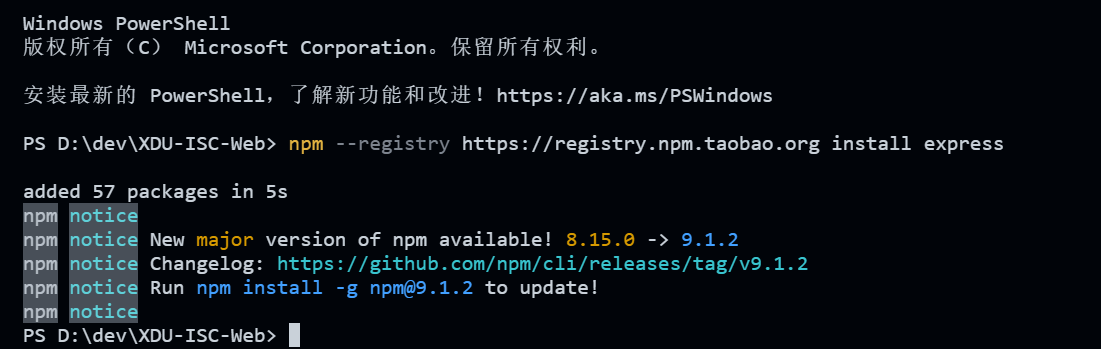 Windows PowerShell
版权所有（C） Microsoft Corporation。保留所有权利。
安装最新的 PowerShell，了解新功能和改进！https://aka.ms/PSWindows
PS D:\dev\XDU-ISC-Web> npm --registry https://registry.npm.taobao.org install express
added 57 packages in 5s
npm notice
npm notice New major version of npm available! 8.15.0 -> 9.1.2
npm notice Changelog: https://github.com/npm/cli/releases/tag/v9.1.2
npm notice Run npm install -g npm@9.1.2 to update!
npm notice
PS D:\dev\XDU-ISC-Web>